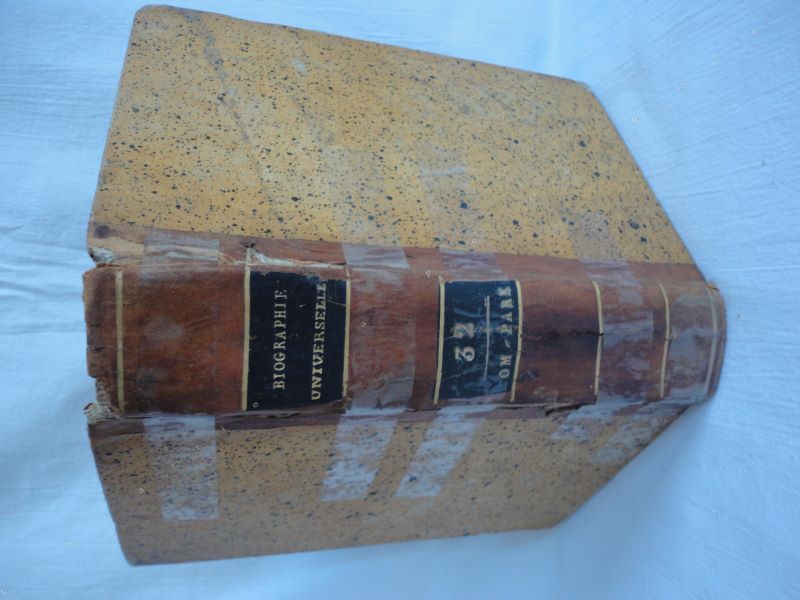 BIOGRAPHIE
UNIVERSELLE
32
OM - PARK